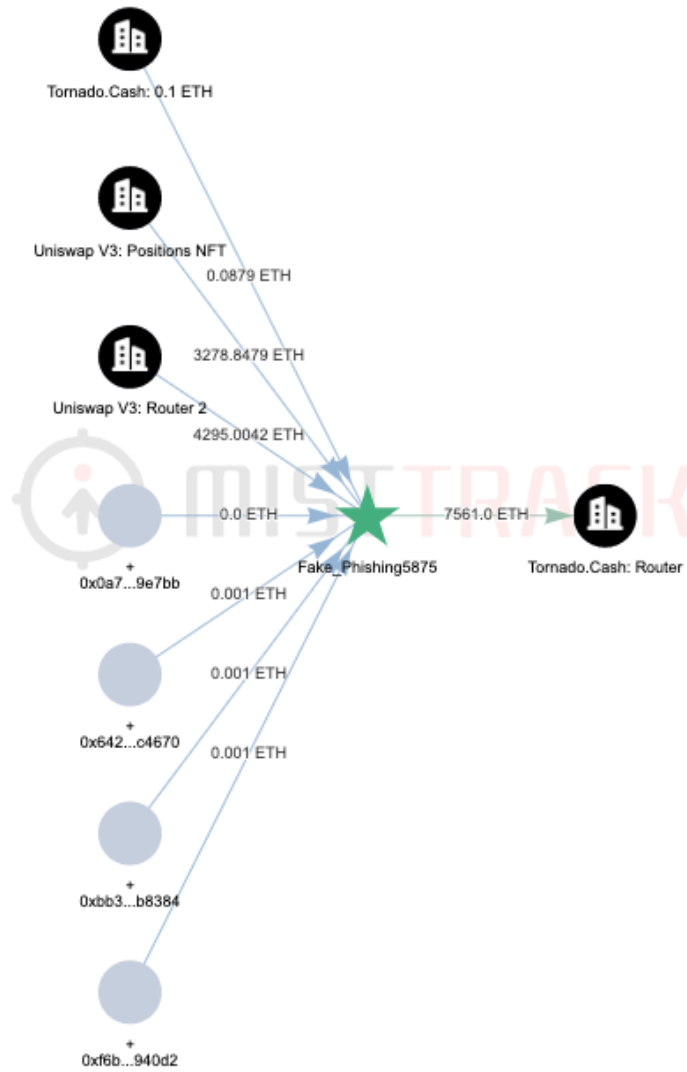 Tornado.Cash: 0.1 ETH
Uniswap V3: Positions NFT
0.0879 ETH
3278.8479 ETH
Uniswap V3: Router 2
4295.0042 ETH
MISTTRACK
0.0 ETH
7561.0 ETH
+
0x0a7...9e7bb
Fake_Phishing5875
Tornado.Cash: Router
0.001 ETH
0.001 ETH
+
0x642...c4670
0.001 ETH
+
0xbb3...b8384
+
0xf6b...940d2